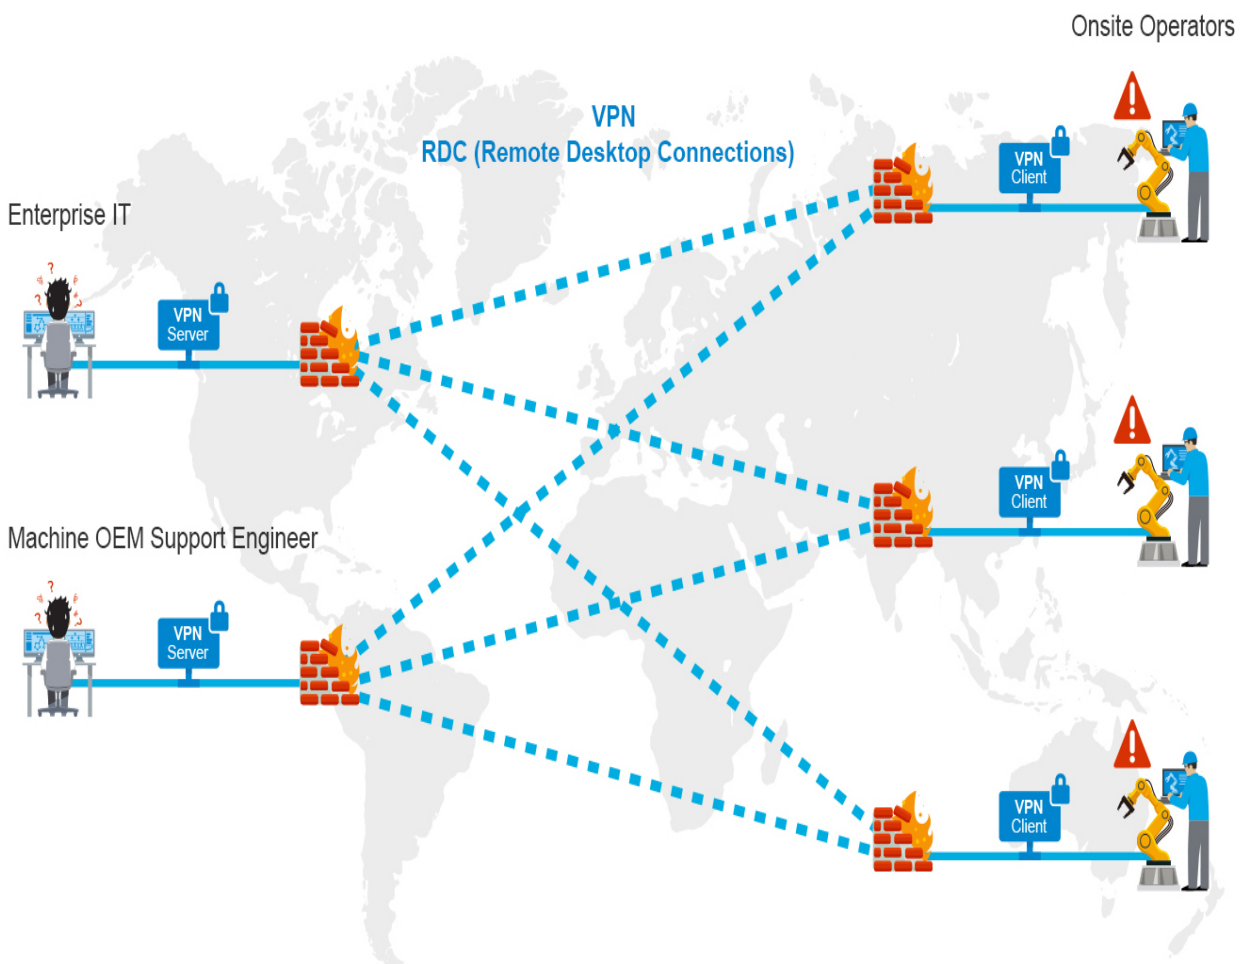 Onsite Operators
VPN
RDC (Remote Desktop Connections)
VPN
Client
Enterprise IT
VPN
Server
VPN
Client
Machine OEM Support Engineer
VPN
Server
VPN
Client